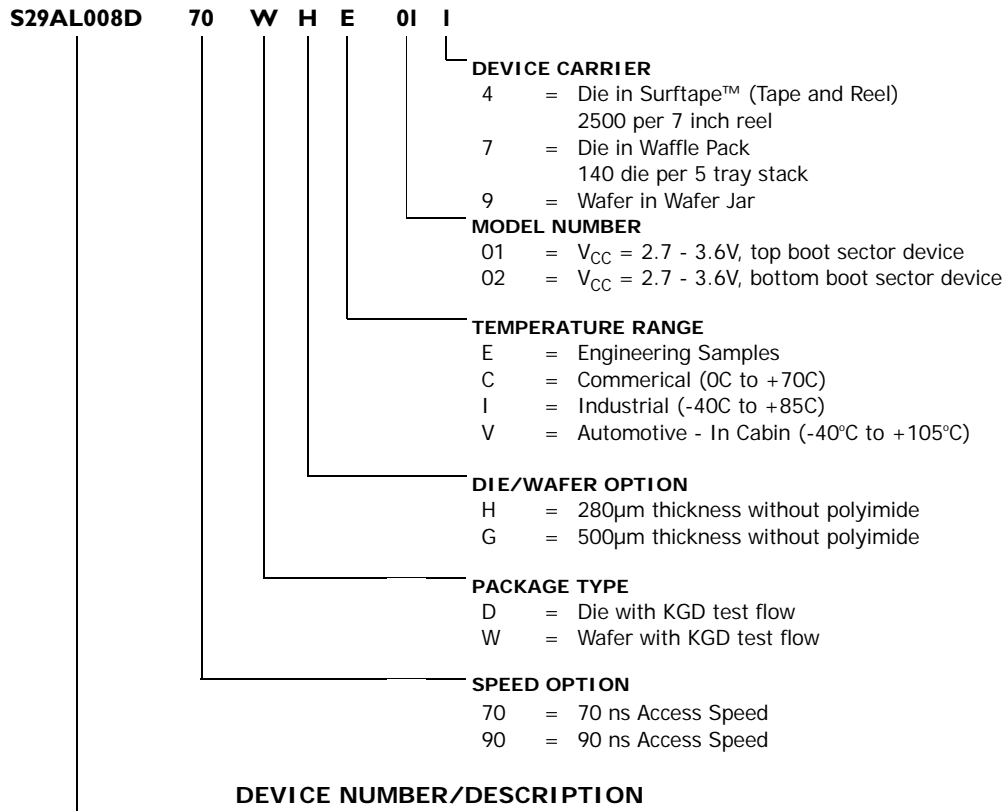 S29AL008D 70 W H E 01 1
DEVICE CARRIER
4 = Die in Surftape™ (Tape and Reel)
2500 per 7 inch reel
7 = Die in Waffle Pack
140 die per 5 tray stack
9 = Wafer in Wafer Jar
MODEL NUMBER
01 = VCC = 2.7 - 3.6V, top boot sector device
02 = VCC = 2.7 - 3.6V, bottom boot sector device
TEMPERATURE RANGE
E = Engineering Samples
C = Commerical (0C to +70C)
I = Industrial (-40C to +85C)
V = Automotive - In Cabin (-40°C to +105°C)
DIE/WAFER OPTION
H = 280µm thickness without polyimide
G = 500µm thickness without polyimide
PACKAGE TYPE
D = Die with KGD test flow
W = Wafer with KGD test flow
SPEED OPTION
70 = 70 ns Access Speed
90 = 90 ns Access Speed
DEVICE NUMBER/DESCRIPTION